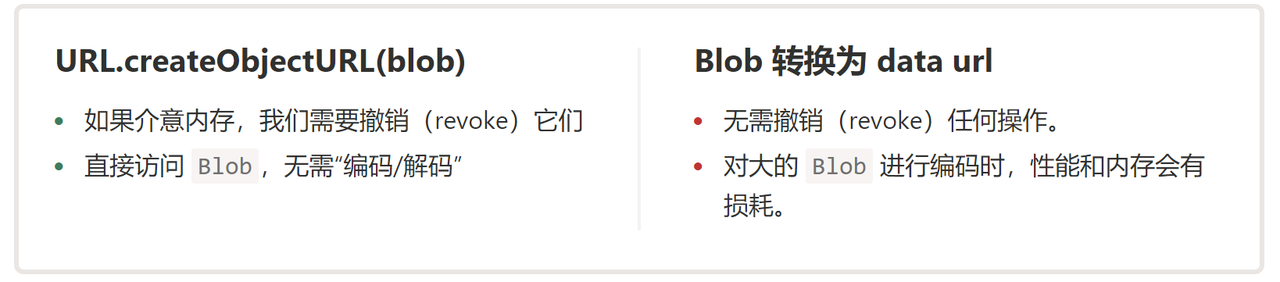 URL.createObjectURL(blob)
如果介意内存，我们需要撤销（revoke）它们
直接访问 Blob，无需“编码/解码”
Blob 转换为 data url
无需撤销（revoke）任何操作。
对大的 Blob 进行编码时，性能和内存会有
损耗。